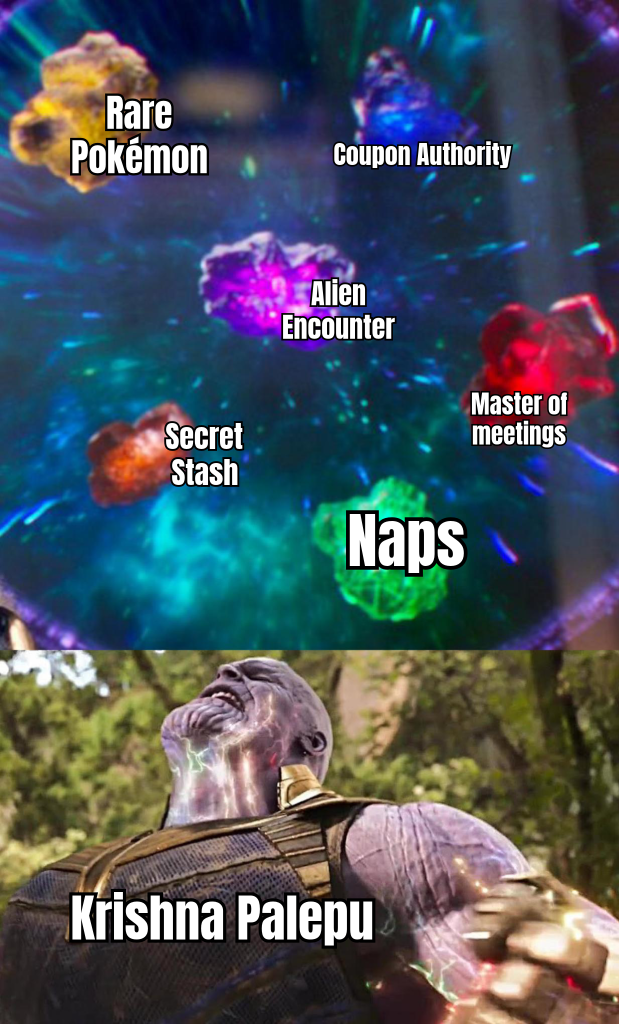 Rare
Pokémon
Coupon Authority
Alien
Encounter
Master of
meetings
Secret
Stash
Naps
Krishna Palepu